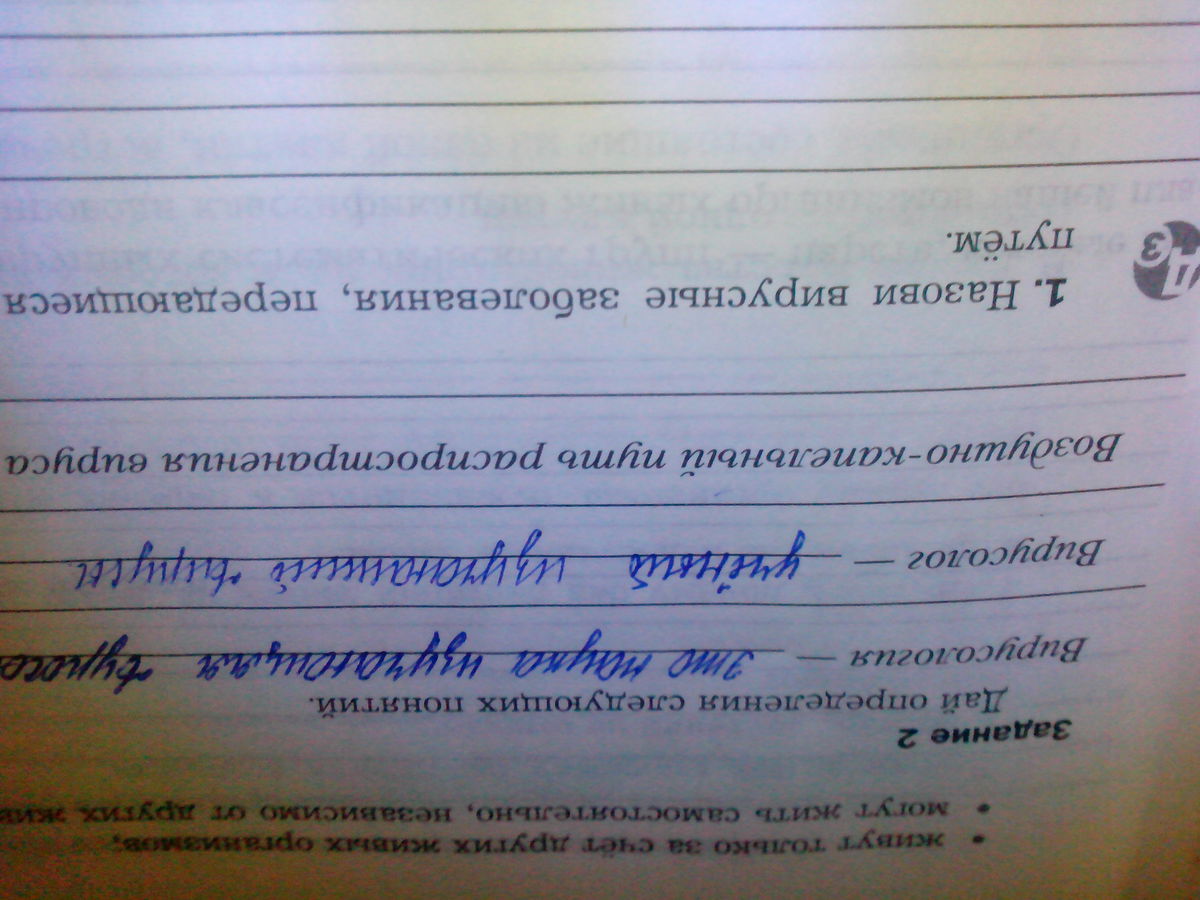 • живут только за счёт других живых организмов;
• могут жить самостоятельно, независимо от других жив
Задание 2
Дай определения следующих понятий.
Вирусология — это наука изучающая
Вирусолог — учёный изучающий вирусы
Воздушно-капельный путь распространения вируса
П 3
1. Назови вирусные заболевания, передающиеся
путём.